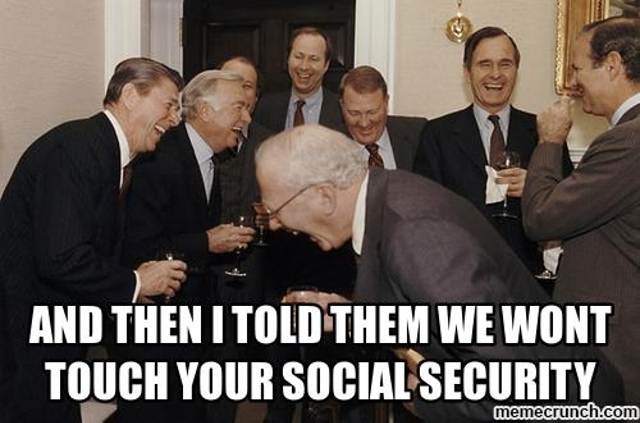 AND THEN I TOLD THEM WE WONT
TOUCH YOUR SOCIAL SECURITY
memecrunch.com